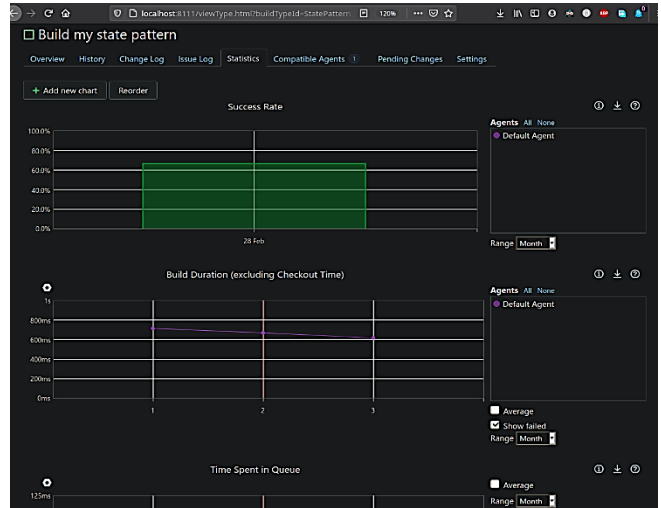 localhost:8111/viewType.html?buildTypeId=StatePattern
120%
Build my state pattern
Overview History Change Log Issue Log Statistics Compatible Agents 1 Pending Changes Settings
+ Add new chart Reorder
Success Rate
Agents All None
Default Agent
100.0%
80.0%
60.0%
40.0%
20.0%
0.0%
28 Feb
Range Month
Build Duration (excluding Checkout Time)
Agents All None
Default Agent
1s
800ms
600ms
400ms
200ms
0ms
1 2 3
Average
Show failed
Range Month
Time Spent in Queue
Average
125ms
Range Month